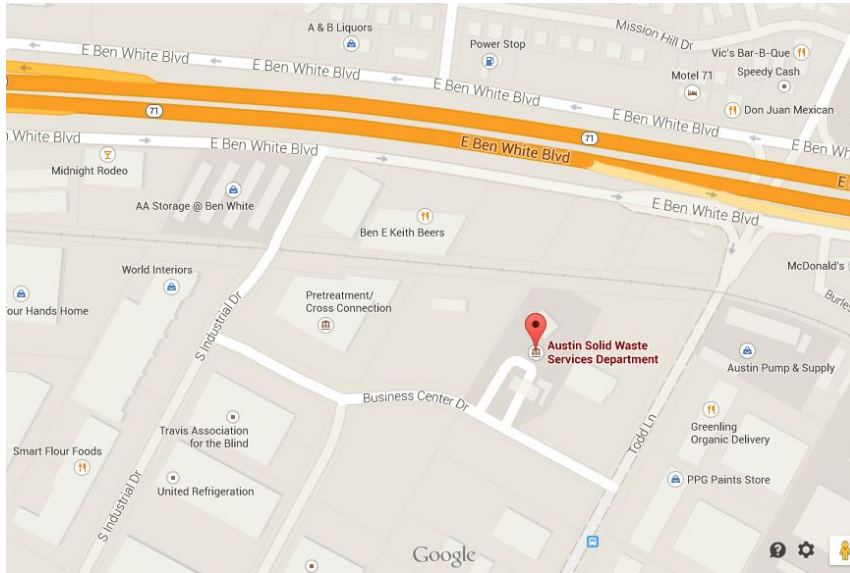 Mission Hill Dr
A & B Liquors
Power Stop
Vic's Bar-B-Que
E Ben White Blvd
E Ben White Blvd
Motel 71
Speedy Cash
E Ben White Blvd
Don Juan Mexican
71
71
E Ben White Blvd
E Ben Wh
White Blvd
E Ben White Blvd
E Ben White Blvd
E
Midnight Rodeo
AA Storage @ Ben White
E Ben White Blvd
Ben E Keith Beers
McDonald's
World Interiors
Pretreatment/
Cross Connection
our Hands Home
Burles
S Industrial Dr
Austin Solid Waste
Services Department
Austin Pump & Supply
Business Center Dr
Travis Association
for the Blind
Todd Ln
Greenling
Organic Delivery
Smart Flour Foods
PPG Paints Store
United Refrigeration
S Industrial Dr
Google